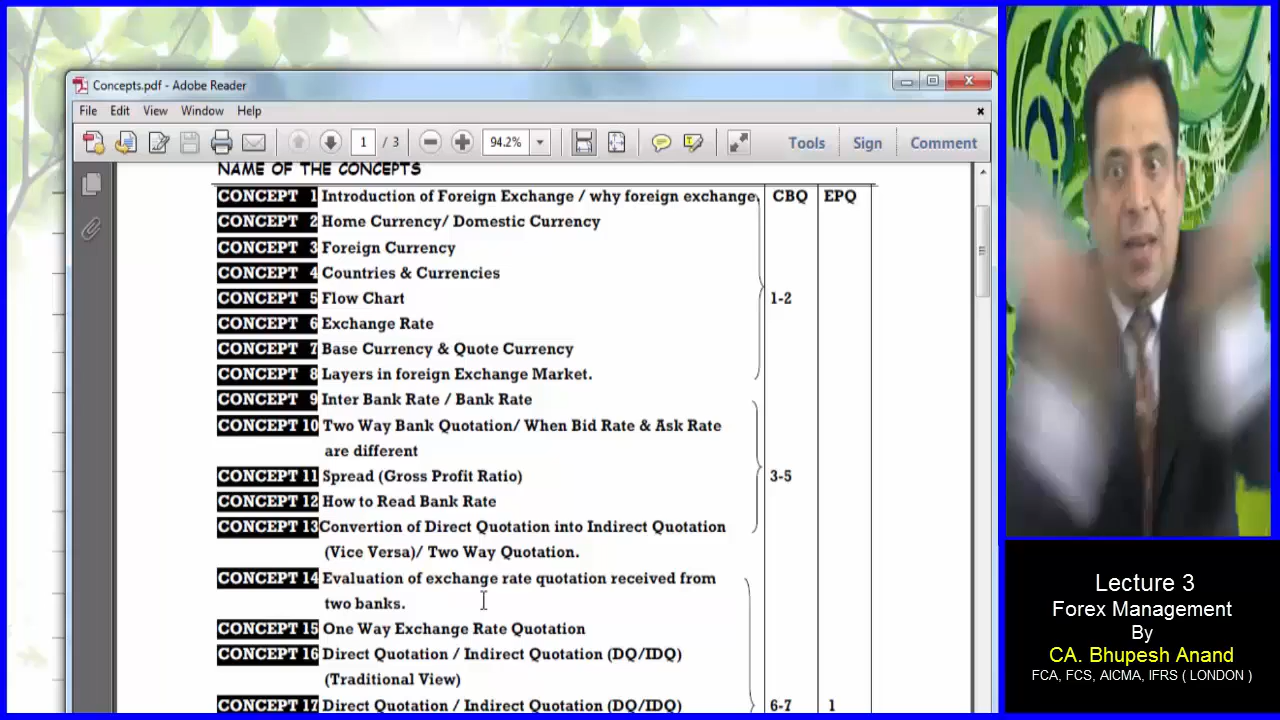 Concepts.pdf - Adobe Reader
File Edit View Window Help
1 / 3 94.2% Tools Sign Comment
NAME OF THE CONCEPTS
CONCEPT 1 Introduction of Foreign Exchange / why foreign exchange. CBQ EPQ
CONCEPT 2 Home Currency/ Domestic Currency
CONCEPT 3 Foreign Currency
CONCEPT 4 Countries & Currencies
CONCEPT 5 Flow Chart 1-2
CONCEPT 6 Exchange Rate
CONCEPT 7 Base Currency & Quote Currency
CONCEPT 8 Layers in foreign Exchange Market.
CONCEPT 9 Inter Bank Rate / Bank Rate
CONCEPT 10 Two Way Bank Quotation/ When Bid Rate & Ask Rate
are different
CONCEPT 11 Spread (Gross Profit Ratio) 3-5
CONCEPT 12 How to Read Bank Rate
CONCEPT 13 Convertion of Direct Quotation into Indirect Quotation
(Vice Versa)/ Two Way Quotation.
CONCEPT 14 Evaluation of exchange rate quotation received from
two banks.
CONCEPT 15 One Way Exchange Rate Quotation
CONCEPT 16 Direct Quotation / Indirect Quotation (DQ/IDQ)
(Traditional View)
CONCEPT 17 Direct Quotation / Indirect Quotation (DQ/IDQ) 6-7 1
Lecture 3
Forex Management
By
CA. Bhupesh Anand
FCA, FCS, AICMA, IFRS ( LONDON )